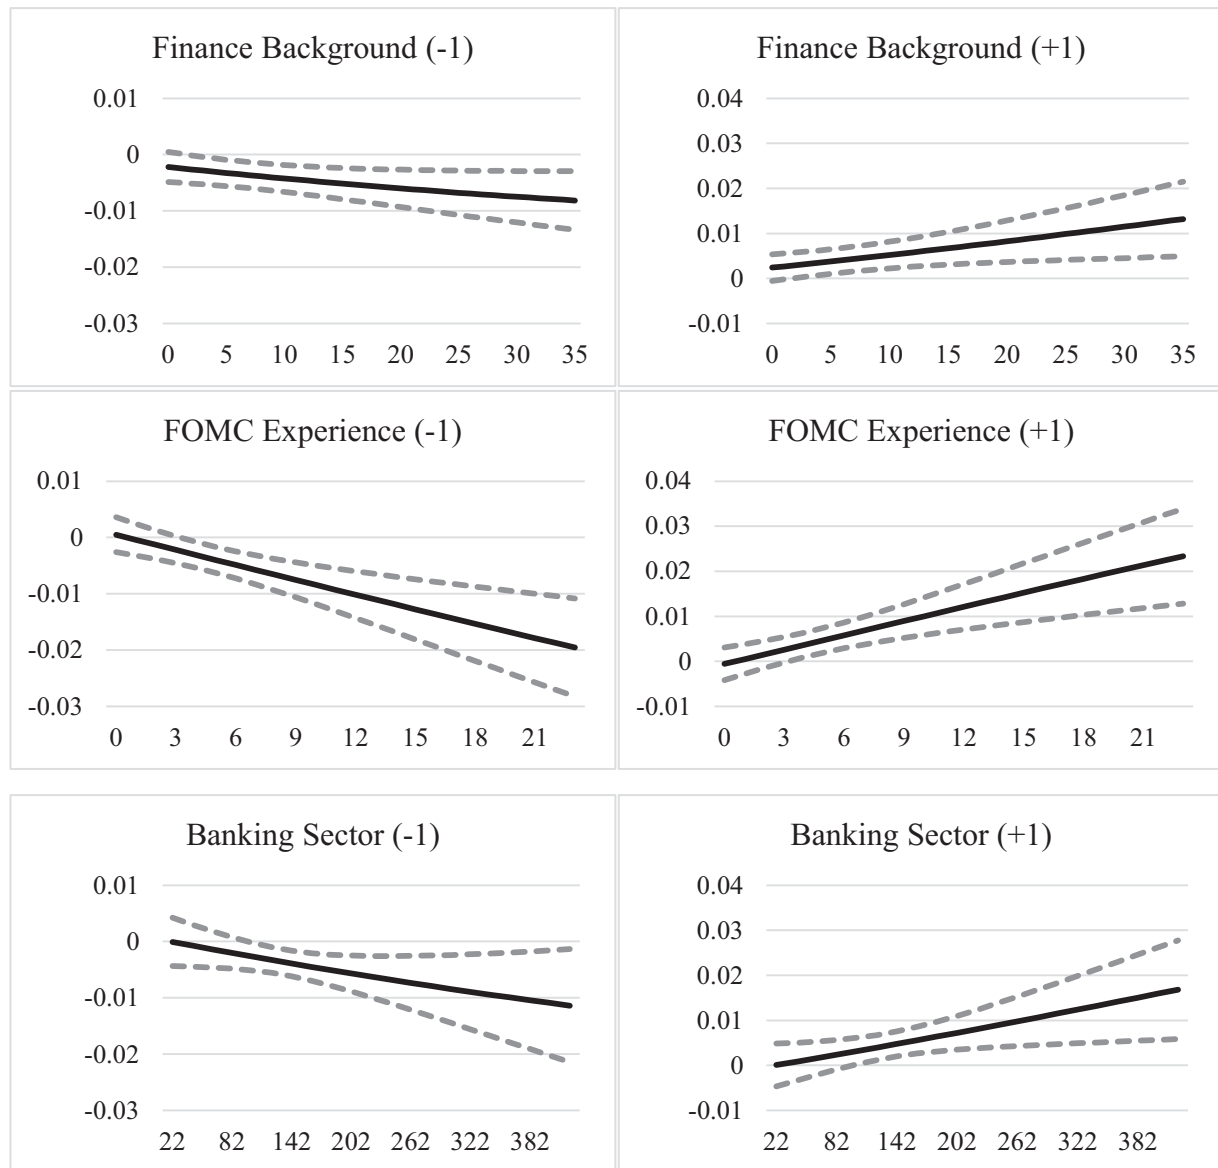 Finance Background (-1)
0.01
0
-0.01
-0.02
-0.03
0 5 10 15 20 25 30 35
Finance Background (+1)
0.04
0.03
0.02
0.01
0
-0.01
0 5 10 15 20 25 30 35
FOMC Experience (-1)
0.01
0
-0.01
-0.02
-0.03
0 3 6 9 12 15 18 21
FOMC Experience (+1)
0.04
0.03
0.02
0.01
0
-0.01
0 3 6 9 12 15 18 21
Banking Sector (-1)
0.01
0
-0.01
-0.02
-0.03
22 82 142 202 262 322 382
Banking Sector (+1)
0.04
0.03
0.02
0.01
0
-0.01
22 82 142 202 262 322 382